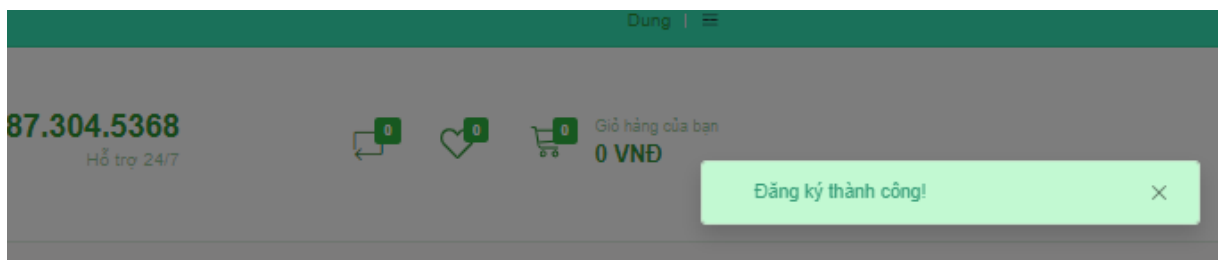 Dung |
87.304.5368
Hỗ trợ 24/7
0
0
0
Giỏ hàng của bạn
0 VNĐ
Đăng ký thành công!